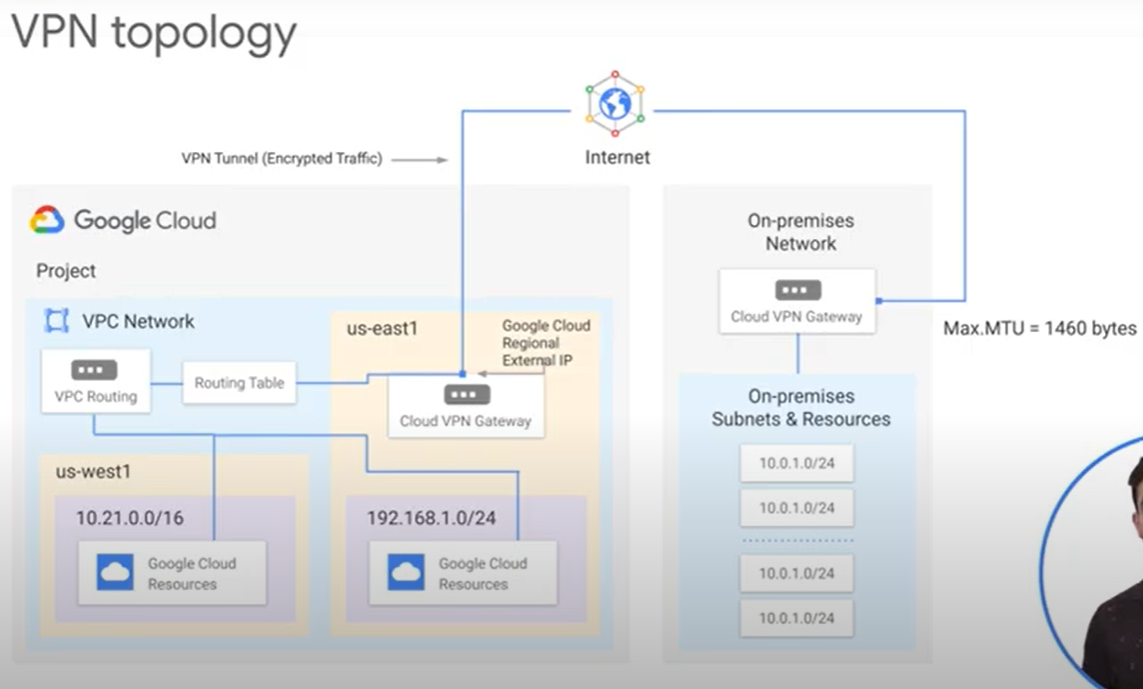 VPN topology
Internet
VPN Tunnel (Encrypted Traffic)
Google Cloud
Project
VPC Network
VPC Routing
Routing Table
us-east1
Google Cloud
Regional
External IP
Cloud VPN Gateway
us-west1
10.21.0.0/16
Google Cloud
Resources
192.168.1.0/24
Google Cloud
Resources
On-premises
Network
Cloud VPN Gateway
Max.MTU = 1460 bytes
On-premises
Subnets & Resources
10.0.1.0/24
10.0.1.0/24
10.0.1.0/24
10.0.1.0/24